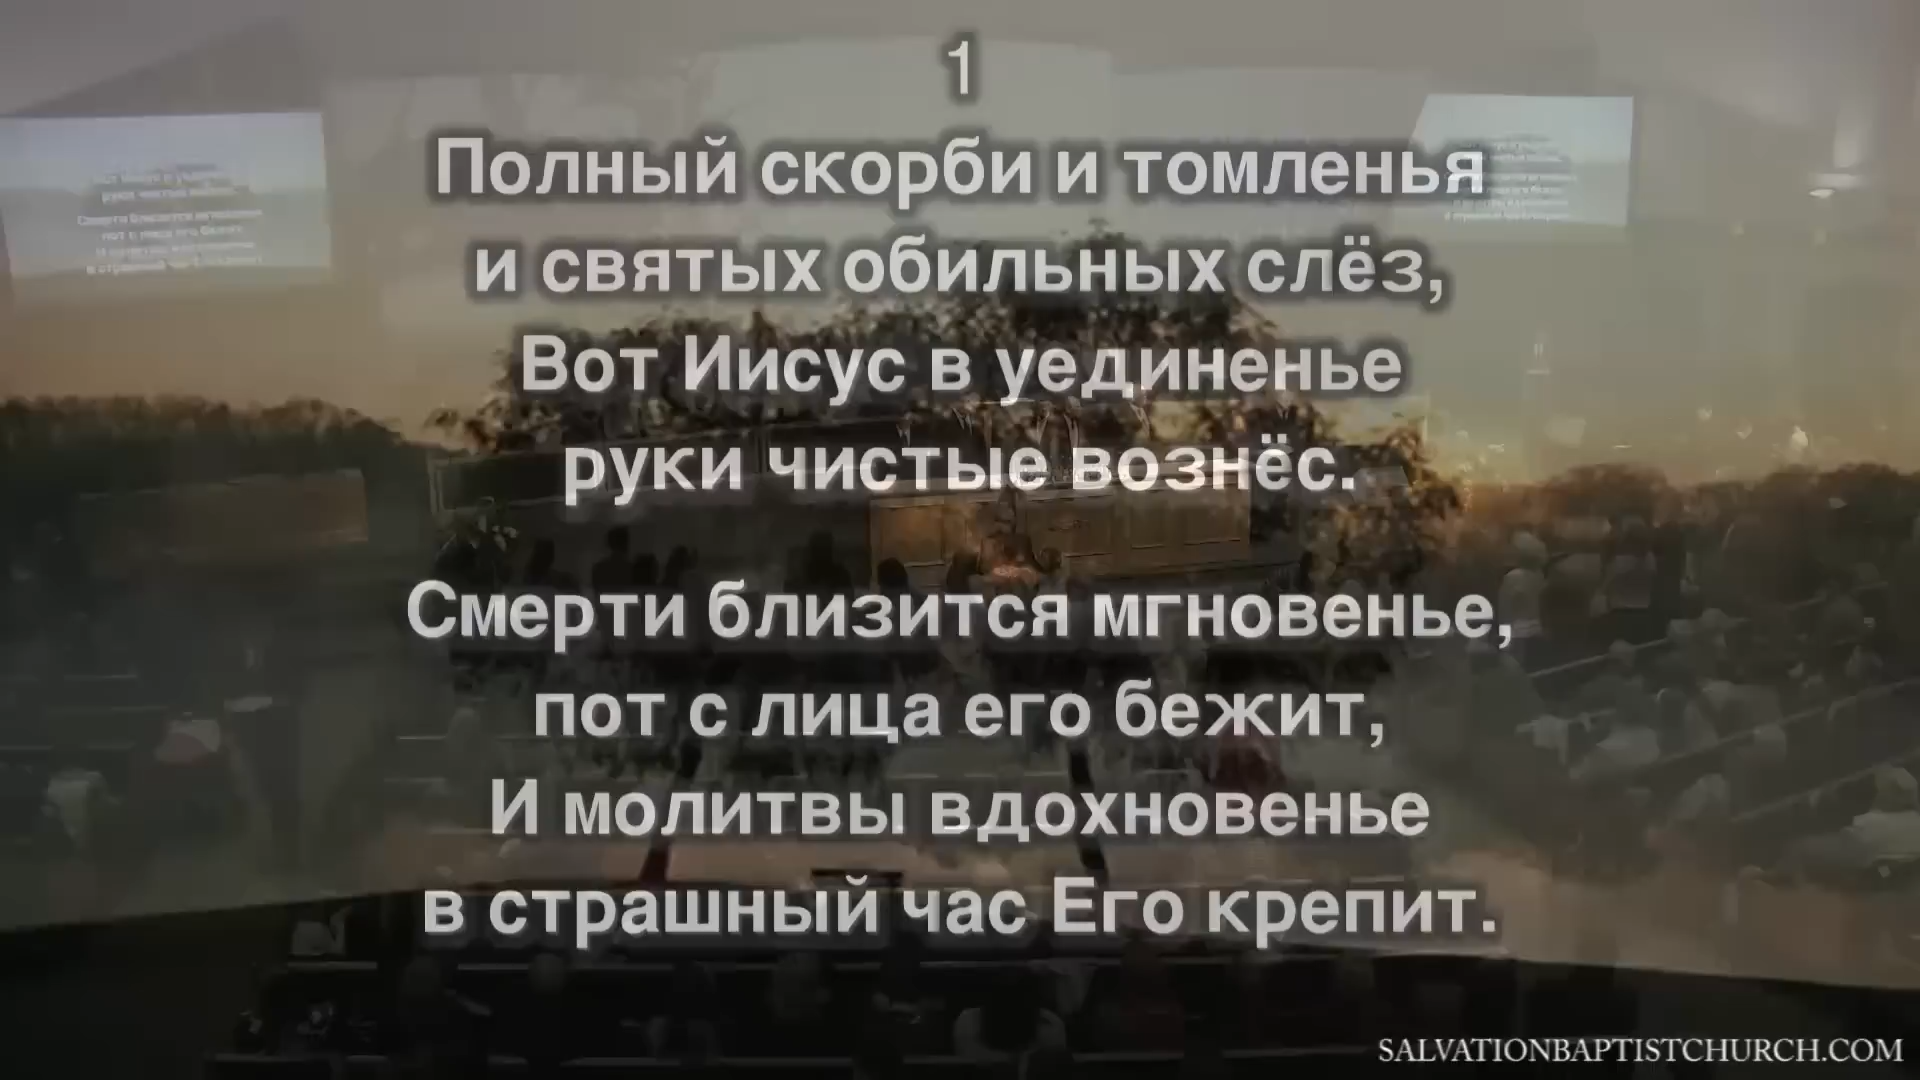 1
Полный скорби и томленья
и святых обильных слёз,
Вот Иисус в уединенье
руки чистые вознёс.
Смерти близится мгновенье,
пот с лица его бежит,
И молитвы вдохновенье
в страшный час Его крепит.
SALVATIONBAPTISTCHURCH.COM